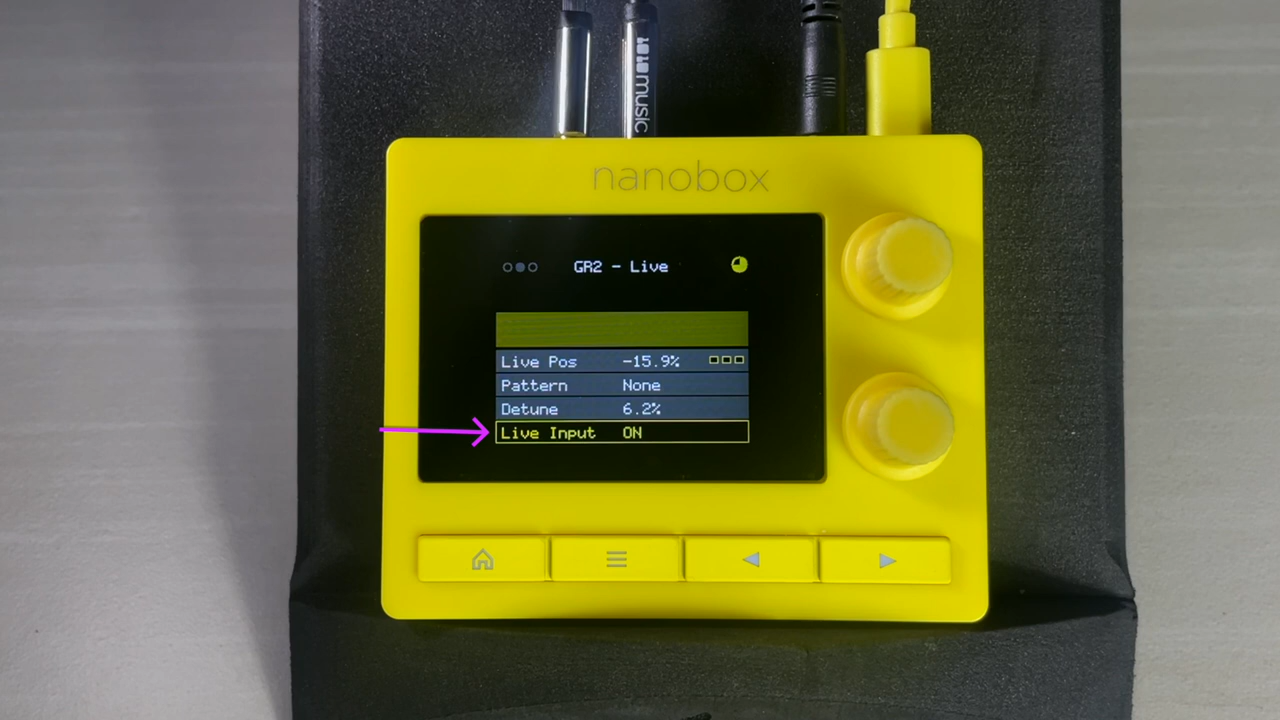 music
nanobox
GR2 - Live
Live Pos -15.9%
Pattern None
Detune 6.2%
Live Input ON